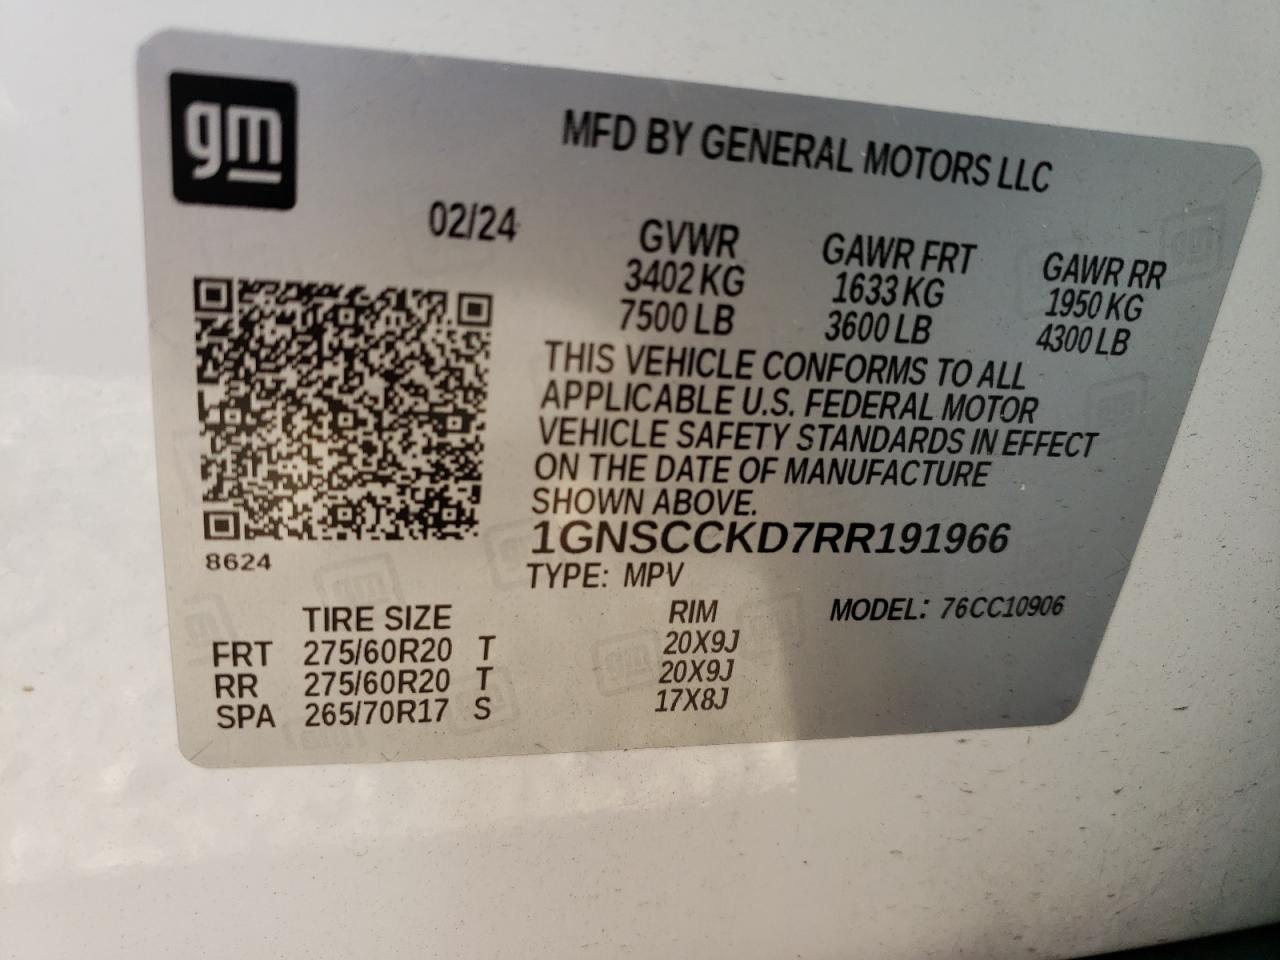 gm
MFD BY GENERAL MOTORS LLC
02/24
GVWR GAWR FRT GAWR RR
3402 KG 1633 KG 1950 KG
7500 LB 3600 LB 4300 LB
THIS VEHICLE CONFORMS TO ALL
APPLICABLE U.S. FEDERAL MOTOR
VEHICLE SAFETY STANDARDS IN EFFECT
ON THE DATE OF MANUFACTURE
SHOWN ABOVE.
1GNSCCKD7RR191966
8624
TYPE: MPV
MODEL: 76CC10906
TIRE SIZE RIM
FRT 275/60R20 T 20X9J
RR 275/60R20 T 20X9J
SPA 265/70R17 S 17X8J